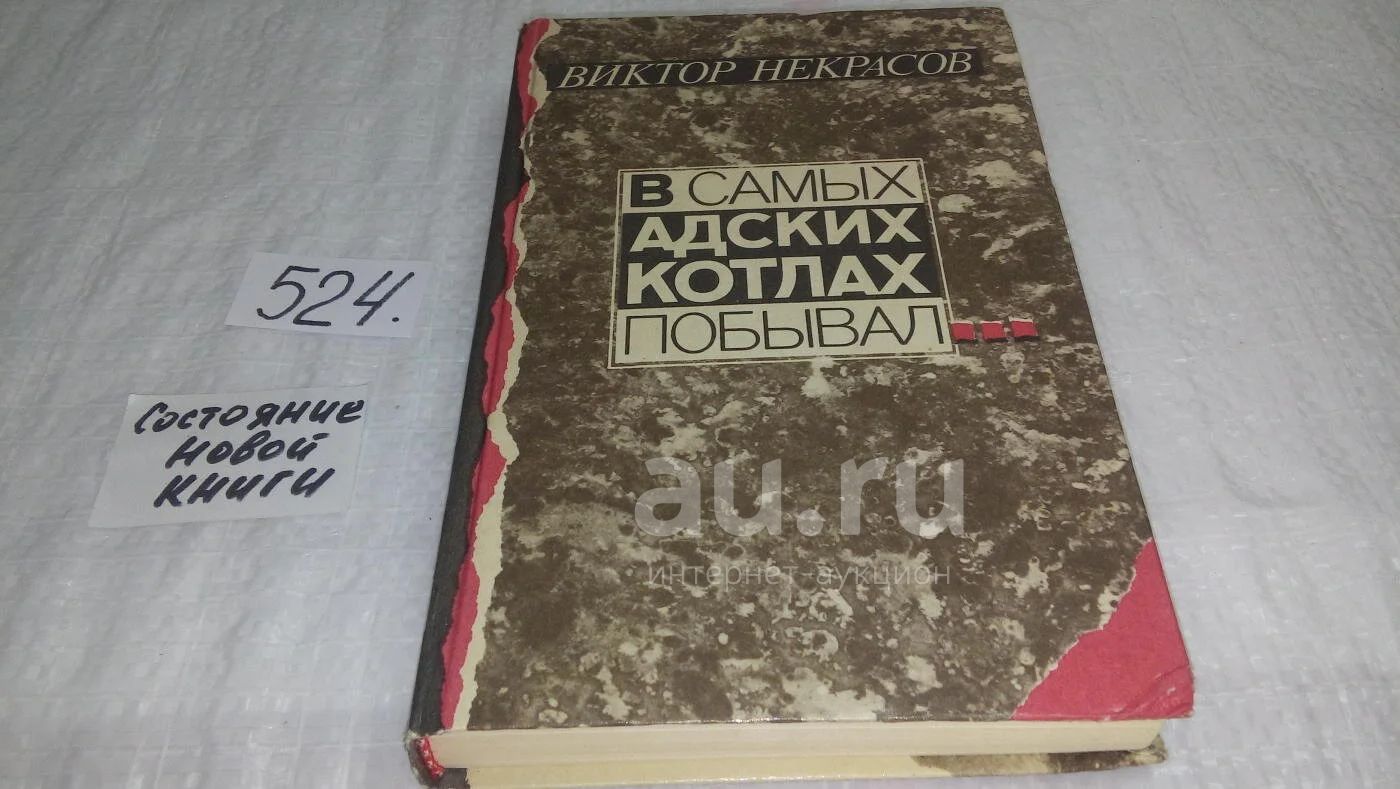 ВИКТОР НЕКРАСОВ
В САМЫХ
АДСКИХ
КОТЛАХ
ПОБЫВАЛ...
524.
Состояние
новой
книги
au.ru
интернет-аукцион